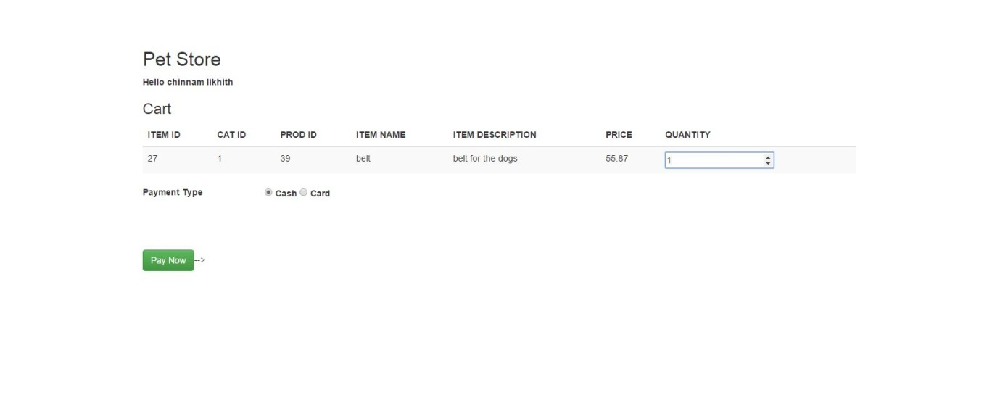 Pet Store
Hello chinnam likhith
Cart
ITEM ID CAT ID PROD ID ITEM NAME ITEM DESCRIPTION PRICE QUANTITY
27 1 39 belt belt for the dogs 55.87 1
Payment Type Cash Card
Pay Now -->